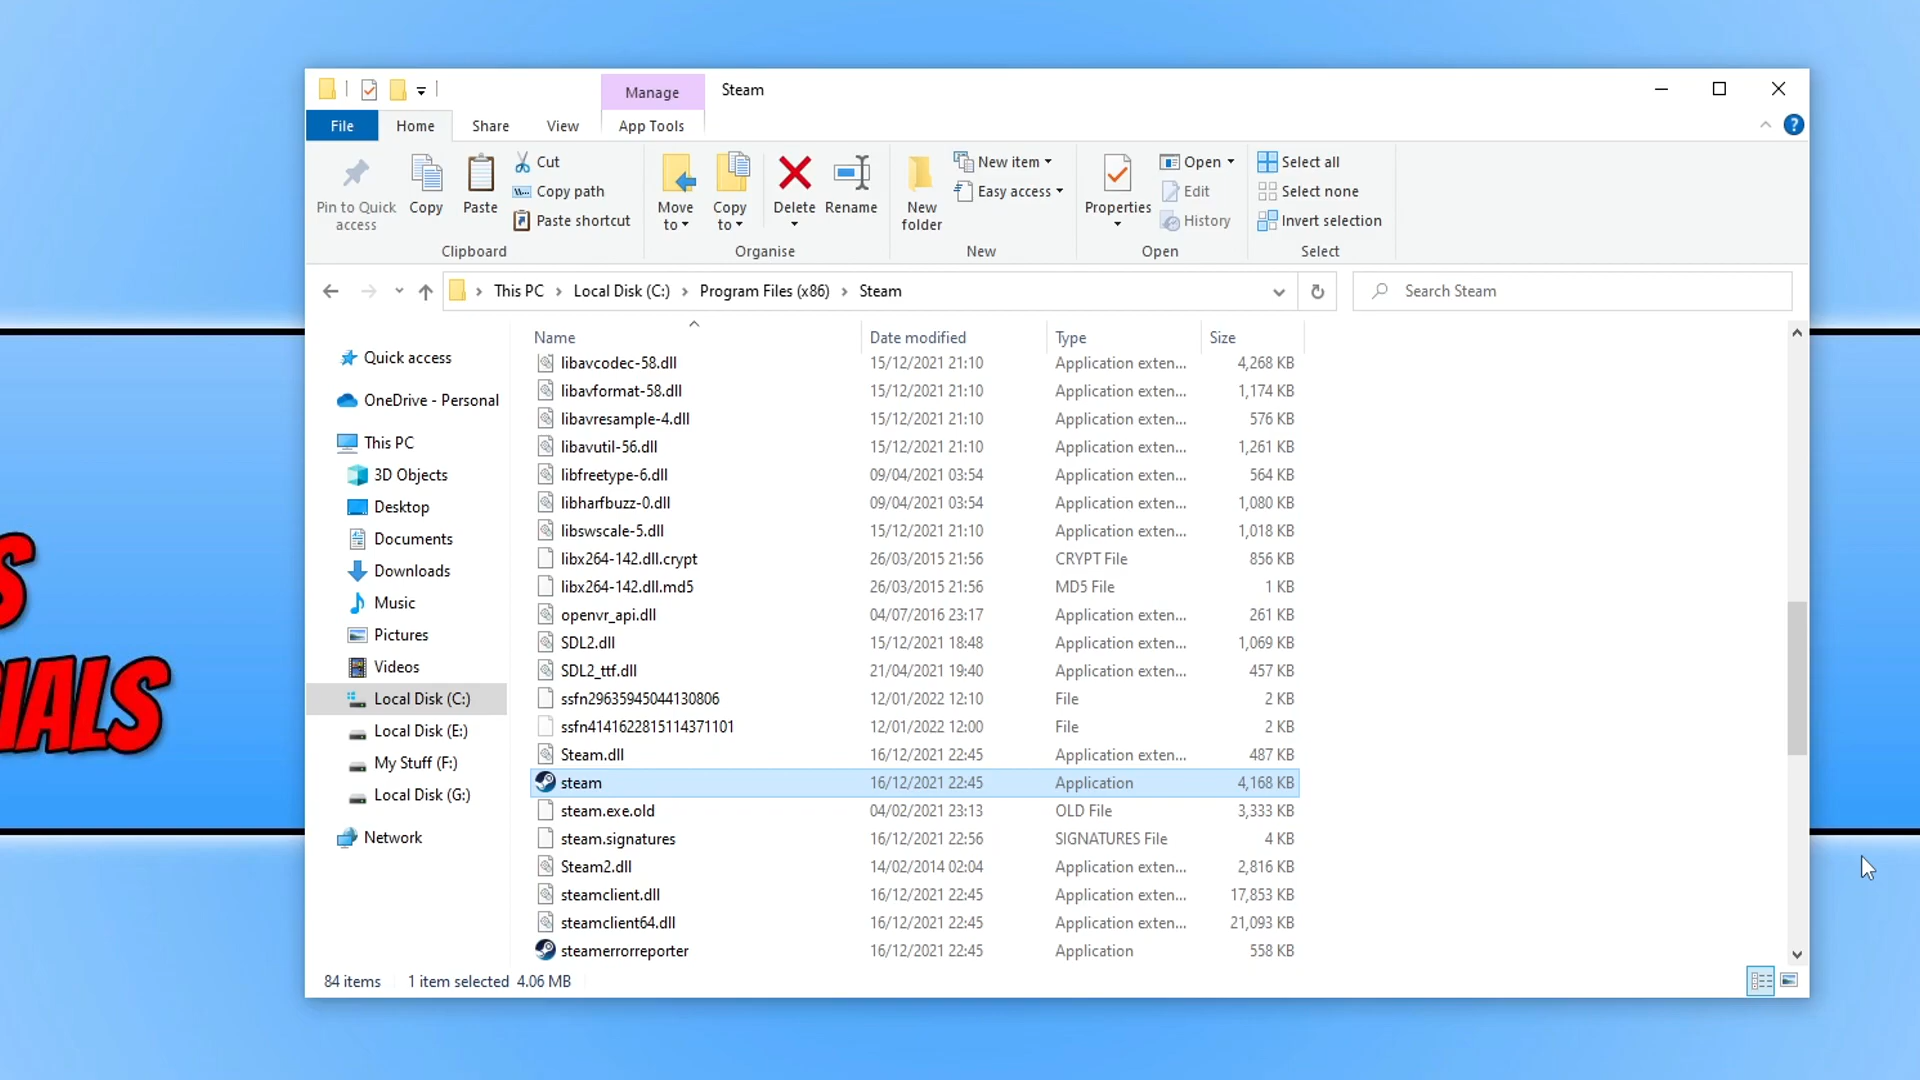 Manage
Steam
File
Home
Share
View
App Tools
Pin to Quick access
Copy
Paste
Cut
Copy path
Paste shortcut
Clipboard
Move to
Copy to
Delete
Rename
Organise
New folder
New item
Easy access
New
Properties
Open
Edit
History
Open
Select all
Select none
Invert selection
Select
This PC > Local Disk (C:) > Program Files (x86) > Steam
Search Steam
Quick access
OneDrive - Personal
This PC
3D Objects
Desktop
Documents
Downloads
Music
Pictures
Videos
Local Disk (C:)
Local Disk (E:)
My Stuff (F:)
Local Disk (G:)
Network
Name Date modified Type Size
libavcodec-58.dll 15/12/2021 21:10 Application exten... 4,268 KB
libavformat-58.dll 15/12/2021 21:10 Application exten... 1,174 KB
libavresample-4.dll 15/12/2021 21:10 Application exten... 576 KB
libavutil-56.dll 15/12/2021 21:10 Application exten... 1,261 KB
libfreetype-6.dll 09/04/2021 03:54 Application exten... 564 KB
libharfbuzz-0.dll 09/04/2021 03:54 Application exten... 1,080 KB
libswscale-5.dll 15/12/2021 21:10 Application exten... 1,018 KB
libx264-142.dll.crypt 26/03/2015 21:56 CRYPT File 856 KB
libx264-142.dll.md5 26/03/2015 21:56 MD5 File 1 KB
openvr_api.dll 04/07/2016 23:17 Application exten... 261 KB
SDL2.dll 15/12/2021 18:48 Application exten... 1,069 KB
SDL2_ttf.dll 21/04/2021 19:40 Application exten... 457 KB
ssfn29635945044130806 12/01/2022 12:10 File 2 KB
ssfn4141622815114371101 12/01/2022 12:00 File 2 KB
Steam.dll 16/12/2021 22:45 Application exten... 487 KB
steam 16/12/2021 22:45 Application 4,168 KB
steam.exe.old 04/02/2021 23:13 OLD File 3,333 KB
steam.signatures 16/12/2021 22:56 SIGNATURES File 4 KB
Steam2.dll 14/02/2014 02:04 Application exten... 2,816 KB
steamclient.dll 16/12/2021 22:45 Application exten... 17,853 KB
steamclient64.dll 16/12/2021 22:45 Application exten... 21,093 KB
steamerrorreporter 16/12/2021 22:45 Application 558 KB
84 items 1 item selected 4.06 MB
S
IALS